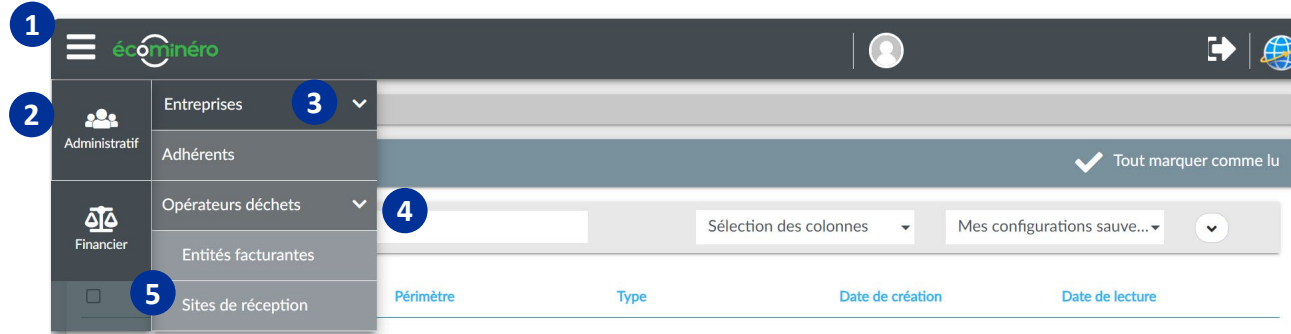 1
écominéro
2
Administratif
Entreprises
3
Adhérents
Tout marquer comme lu
Opérateurs déchets
4
Sélection des colonnes
Mes configurations sauve...
Financier
Entités facturantes
5
Sites de réception
Périmètre
Type
Date de création
Date de lecture